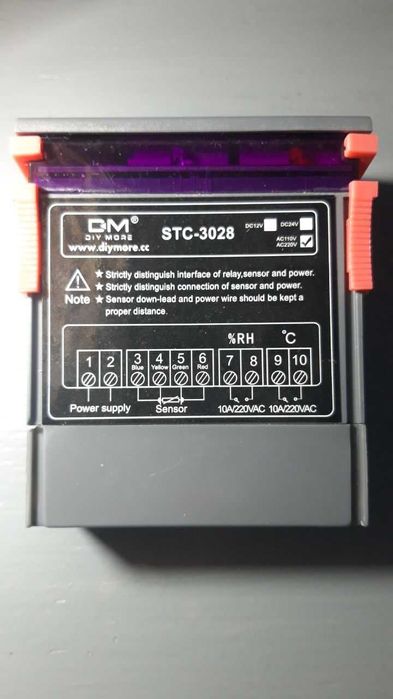 DM®
DIY MORE
www.diymore.cc
STC-3028
DC12V
DC24V
AC110V
AC220V
Note
★ Strictly distinguish interface of relay,sensor and power.
★ Strictly distinguish connection of sensor and power.
★ Sensor down-lead and power wire should be kept a
proper distance.
%RH °C
1 2 3 4 5 6 7 8 9 10
Blue Yellow Green Red
Power supply Sensor 10A/220VAC 10A/220VAC